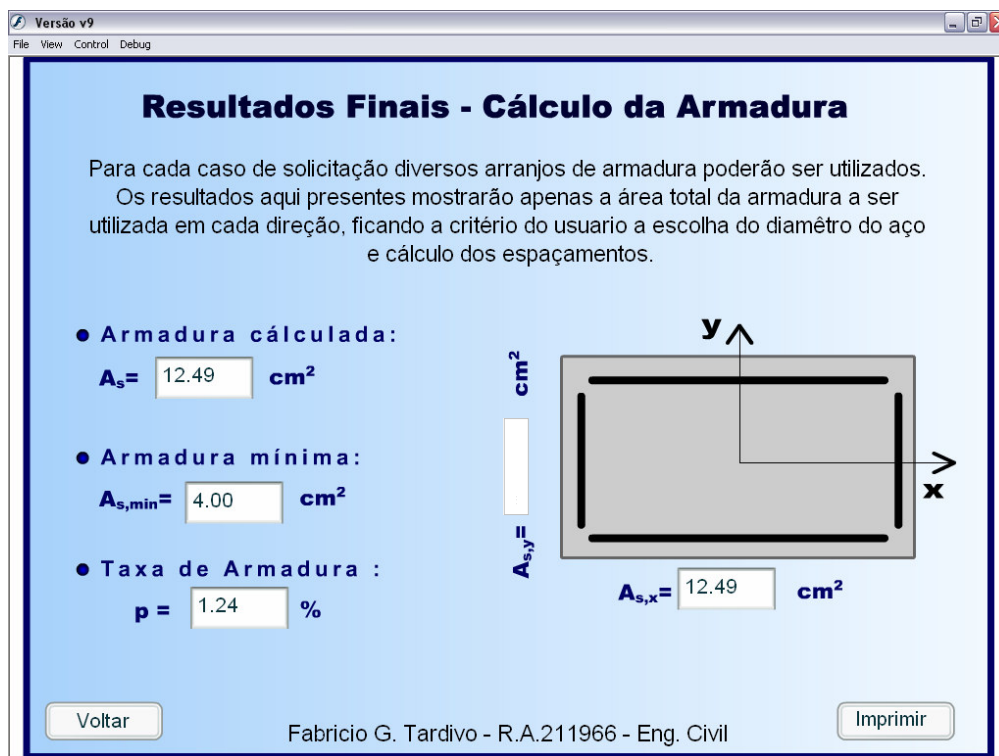 Versão v9
File View Control Debug
Resultados Finais - Cálculo da Armadura
Para cada caso de solicitação diversos arranjos de armadura poderão ser utilizados.
Os resultados aqui presentes mostrarão apenas a área total da armadura a ser
utilizada em cada direção, ficando a critério do usuario a escolha do diamêtro do aço
e cálculo dos espaçamentos.
Armadura cálculada:
As= 12.49 cm²
Armadura mínima:
As,min= 4.00 cm²
Taxa de Armadura :
p = 1.24 %
As,y= cm²
y
x
As,x= 12.49 cm²
Voltar
Fabricio G. Tardivo - R.A.211966 - Eng. Civil
Imprimir